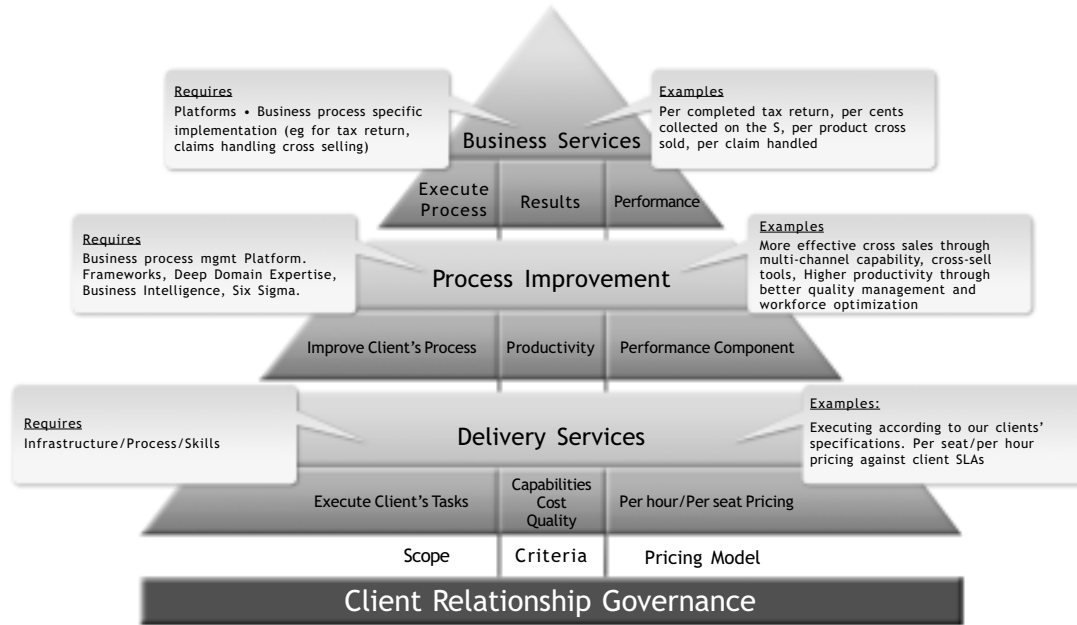 Requires
Platforms • Business process specific
implementation (eg for tax return,
claims handling cross selling)
Examples
Per completed tax return, per cents
collected on the S, per product cross
sold, per claim handled
Business Services
Execute
Process
Results
Performance
Requires
Business process mgmt Platform.
Frameworks, Deep Domain Expertise,
Business Intelligence, Six Sigma.
Examples
More effective cross sales through
multi-channel capability, cross-sell
tools, Higher productivity through
better quality management and
workforce optimization
Process Improvement
Improve Client’s Process
Productivity
Performance Component
Requires
Infrastructure/Process/Skills
Examples:
Executing according to our clients’
specifications. Per seat/per hour
pricing against client SLAs
Delivery Services
Execute Client’s Tasks
Capabilities
Cost
Quality
Per hour/Per seat Pricing
Scope
Criteria
Pricing Model
Client Relationship Governance